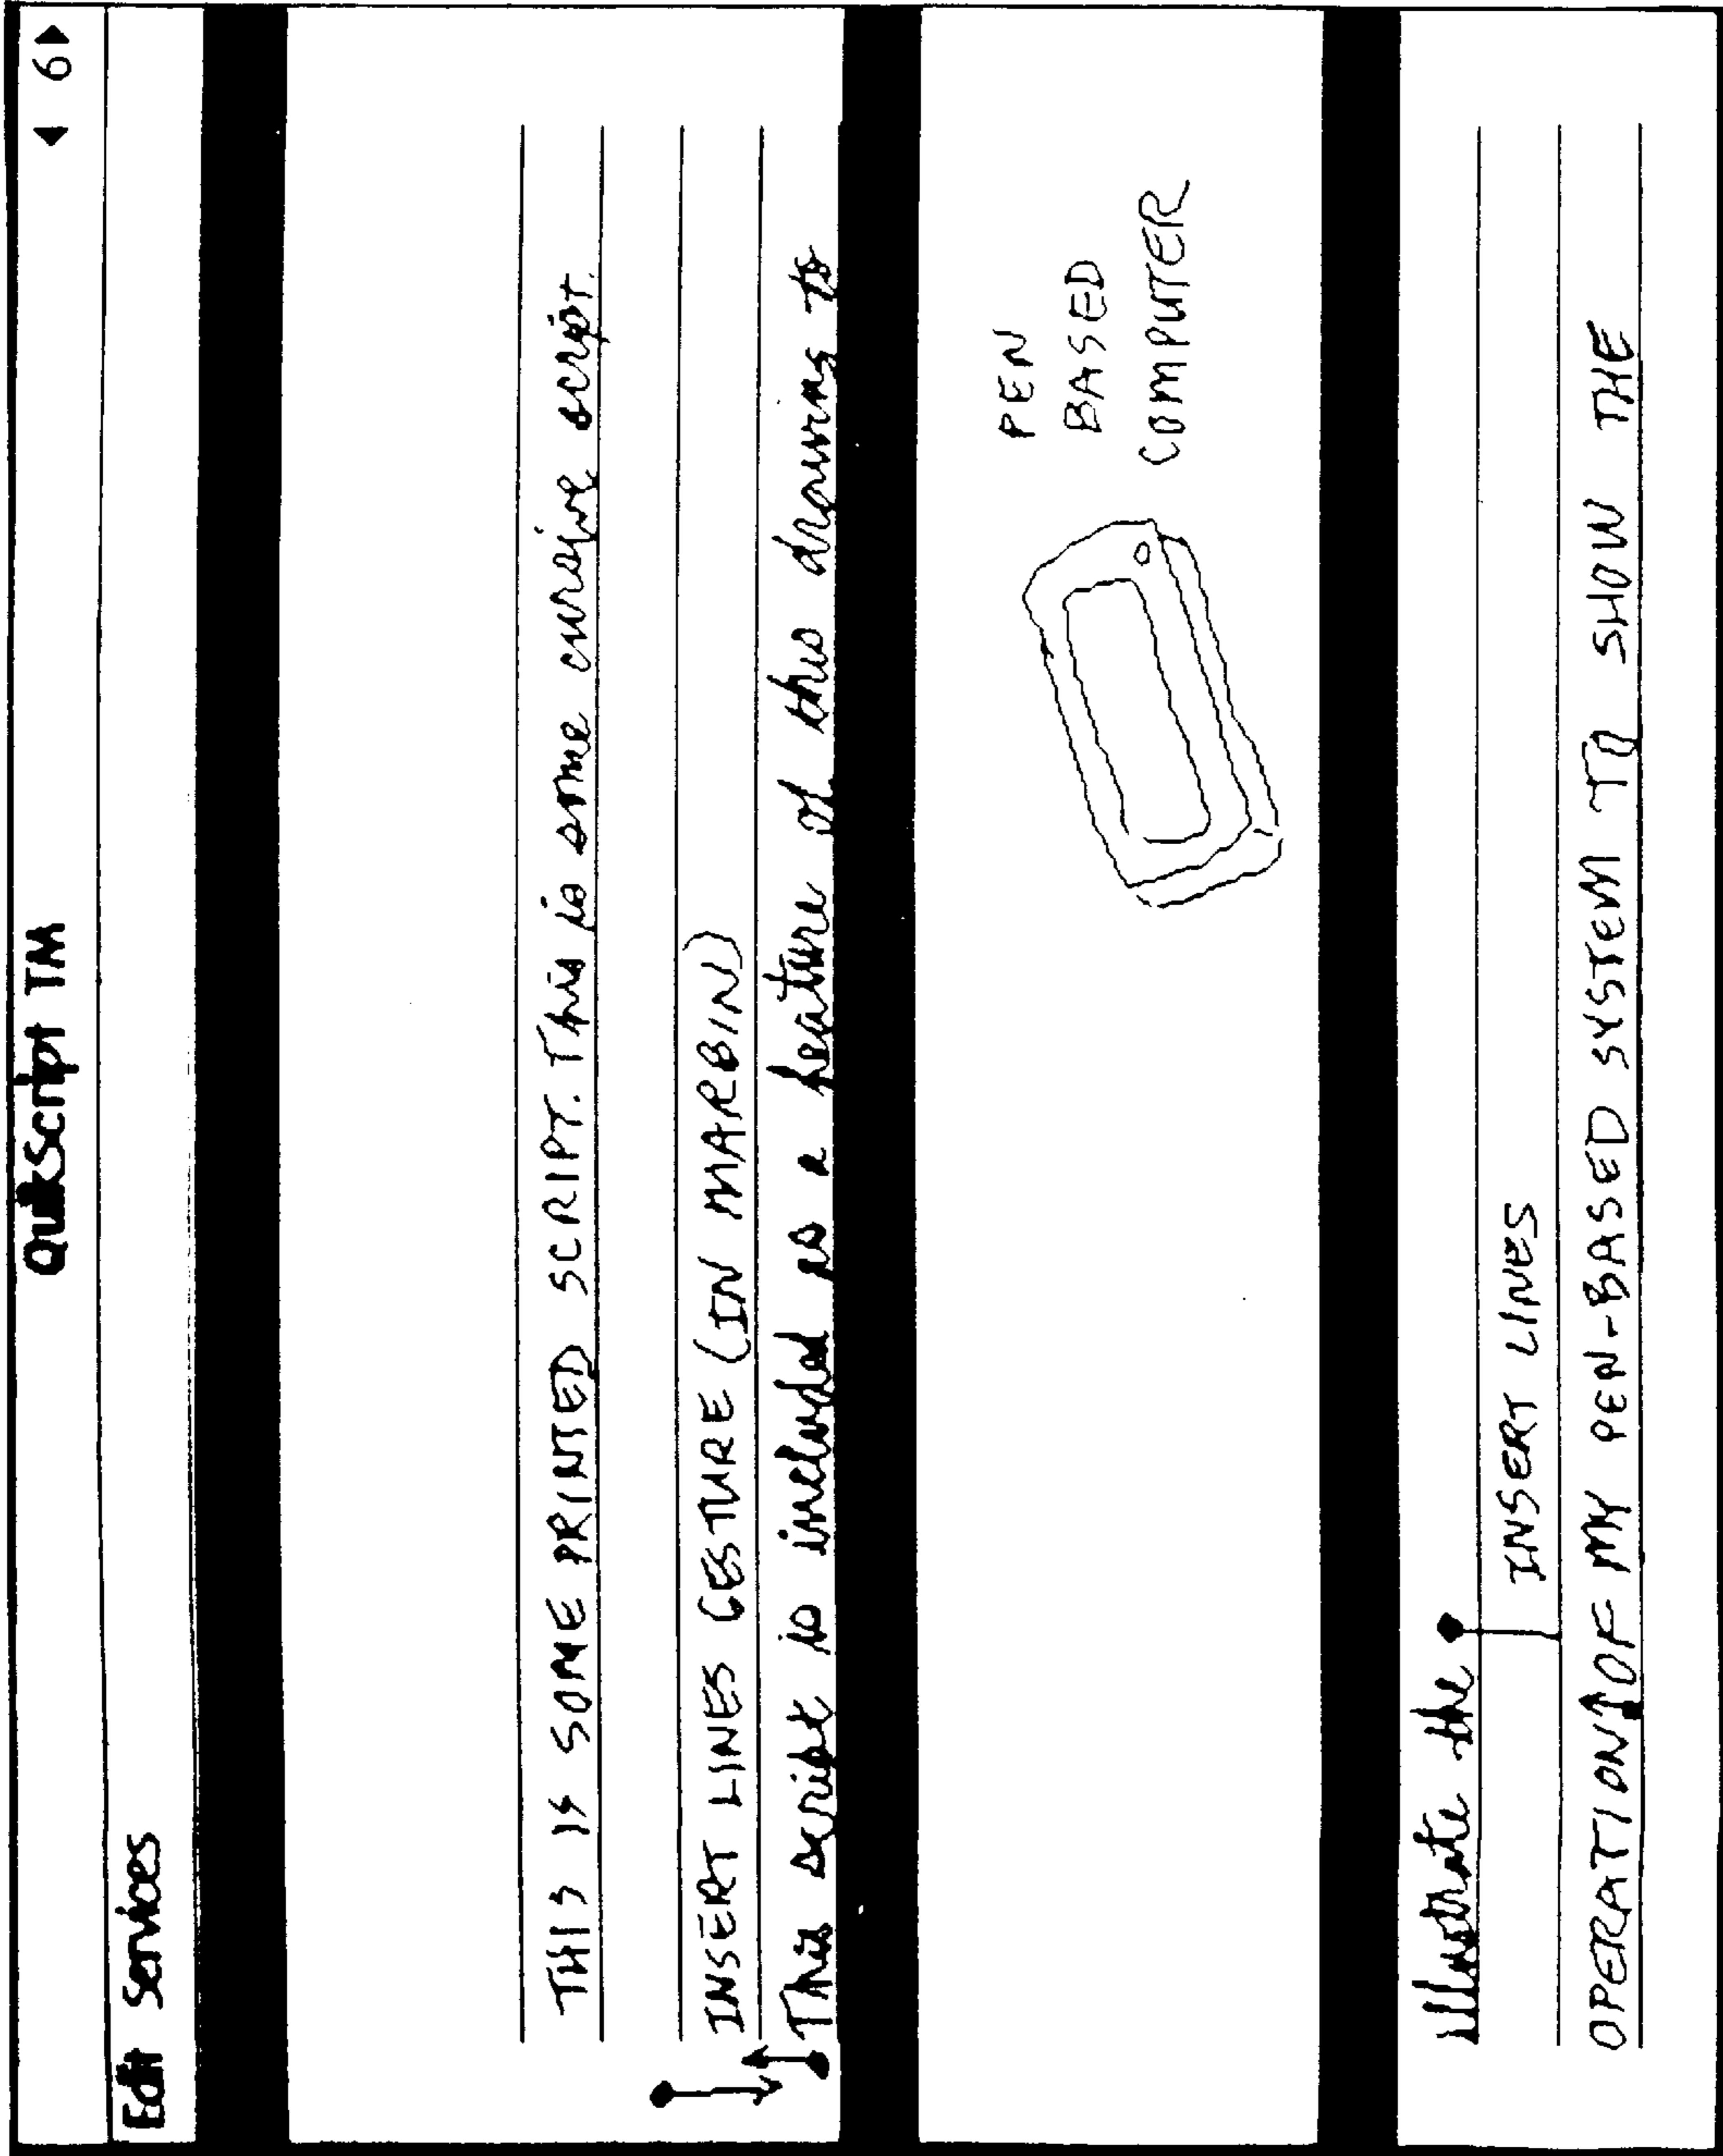 QuikScript TM
6
Edit Services
THIS IS SOME PRINTED SCRIPT. This is some cursive script.
INSERT LINES GESTURE (IN MARGIN)
This script is included as a feature of this drawing to
PEN
BASED
COMPUTER
illustrate the
INSERT LINES
OPERATION OF MY PEN-BASED SYSTEM TO SHOW THE